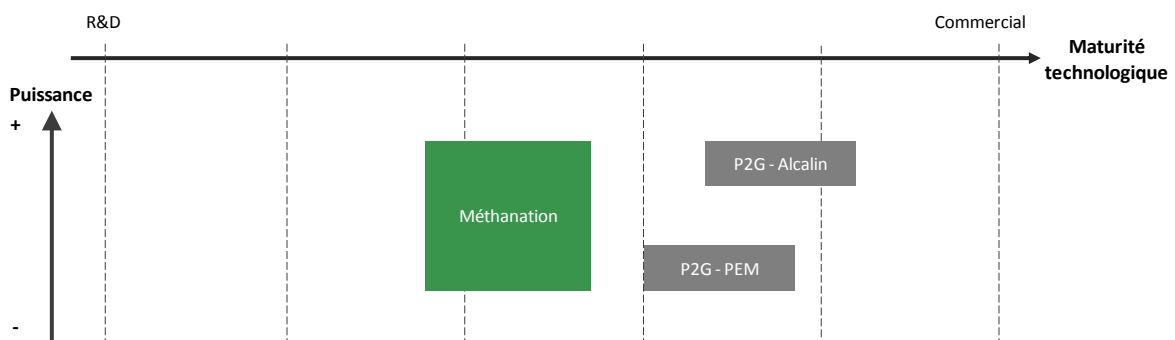 R&D
Commercial
Maturité
technologique
Puissance
+
P2G - Alcalin
Méthanation
P2G - PEM
-